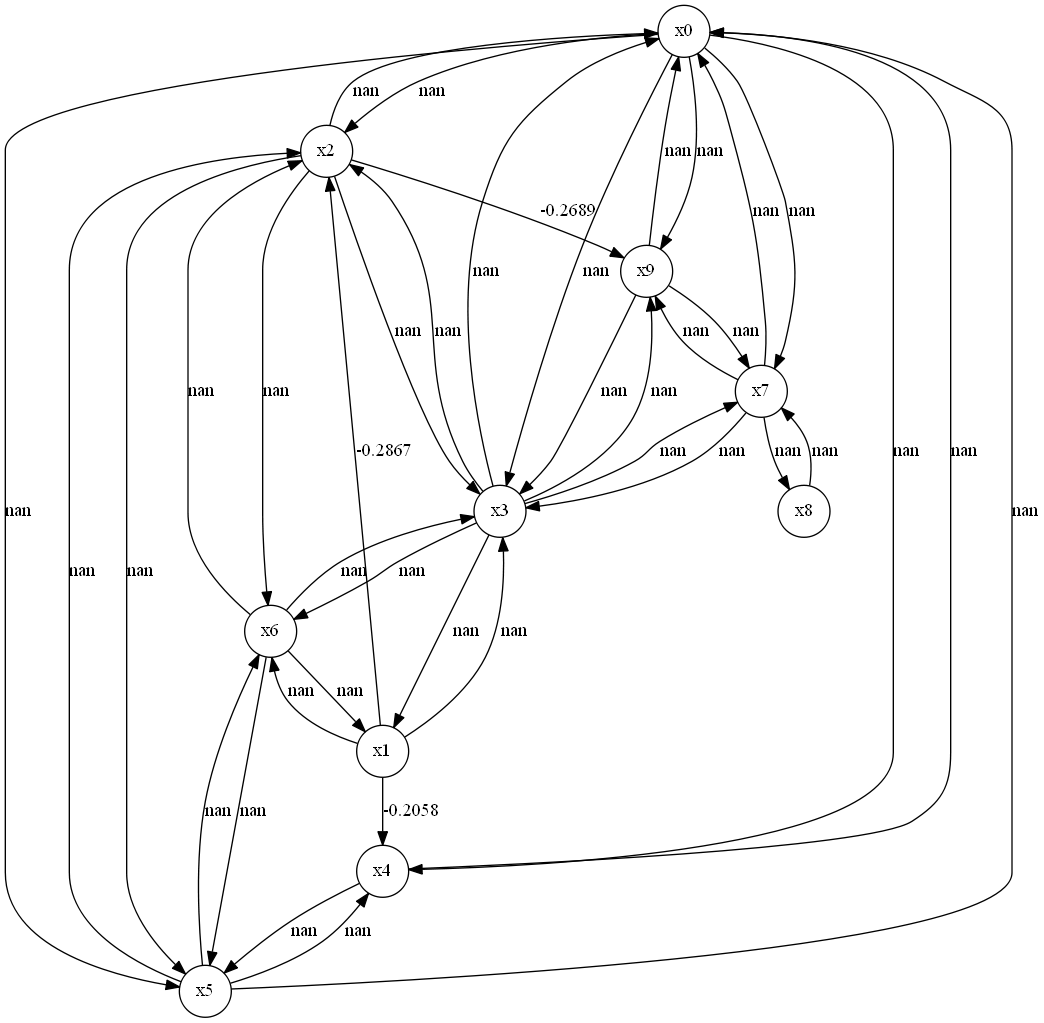 x0
nan nan
x2
nan nan
-0.2689 nan nan
x9
nan nan
nan nan nan nan
x7
nan nan nan nan
-0.2867 nan nan nan nan nan nan
nan x3 x8 nan
nan nan nan nan
x6 nan nan
nan nan
x1
nan nan -0.2058
x4
nan nan
x5